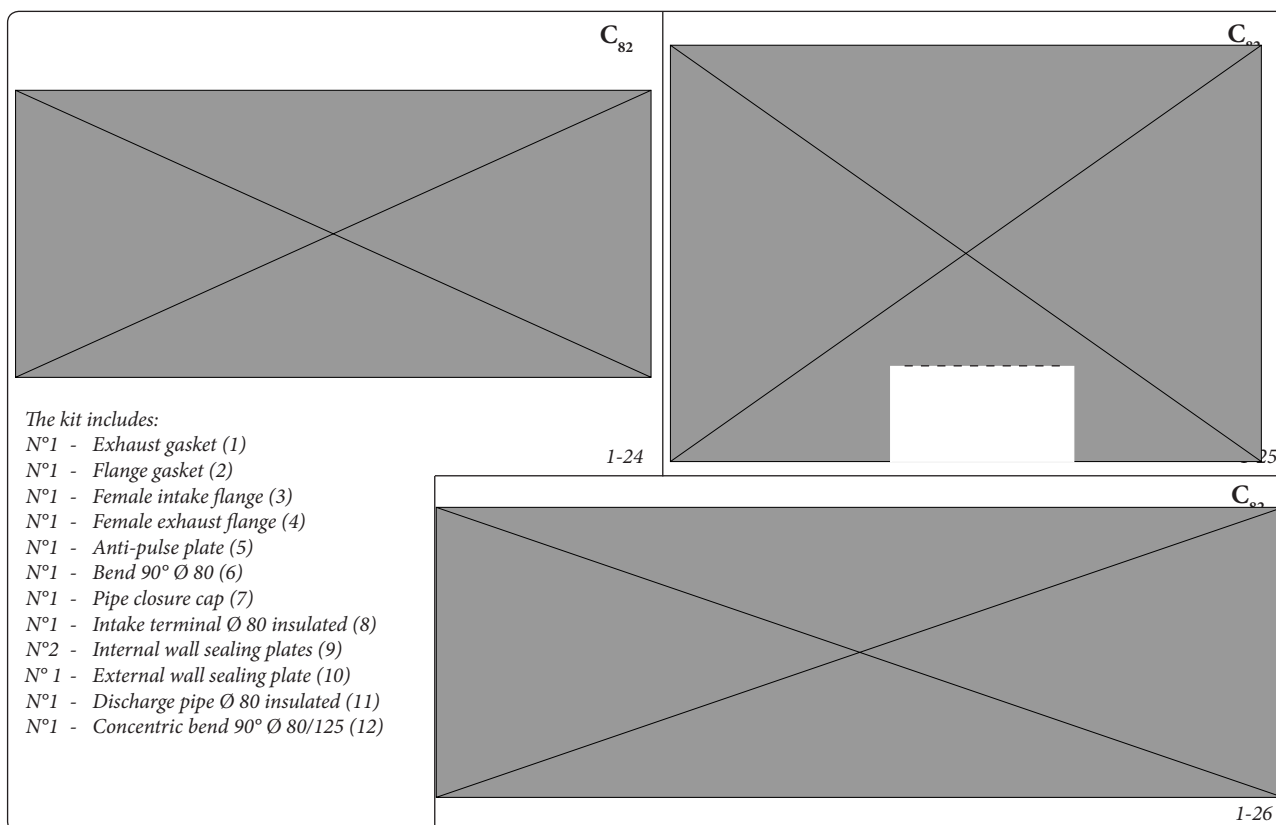 C82
C82
The kit includes:
N°1 - Exhaust gasket (1)
N°1 - Flange gasket (2)
N°1 - Female intake flange (3)
N°1 - Female exhaust flange (4)
N°1 - Anti-pulse plate (5)
N°1 - Bend 90° Ø 80 (6)
N°1 - Pipe closure cap (7)
N°1 - Intake terminal Ø 80 insulated (8)
N°2 - Internal wall sealing plates (9)
N° 1 - External wall sealing plate (10)
N°1 - Discharge pipe Ø 80 insulated (11)
N°1 - Concentric bend 90° Ø 80/125 (12)
1-24
C82
1-26